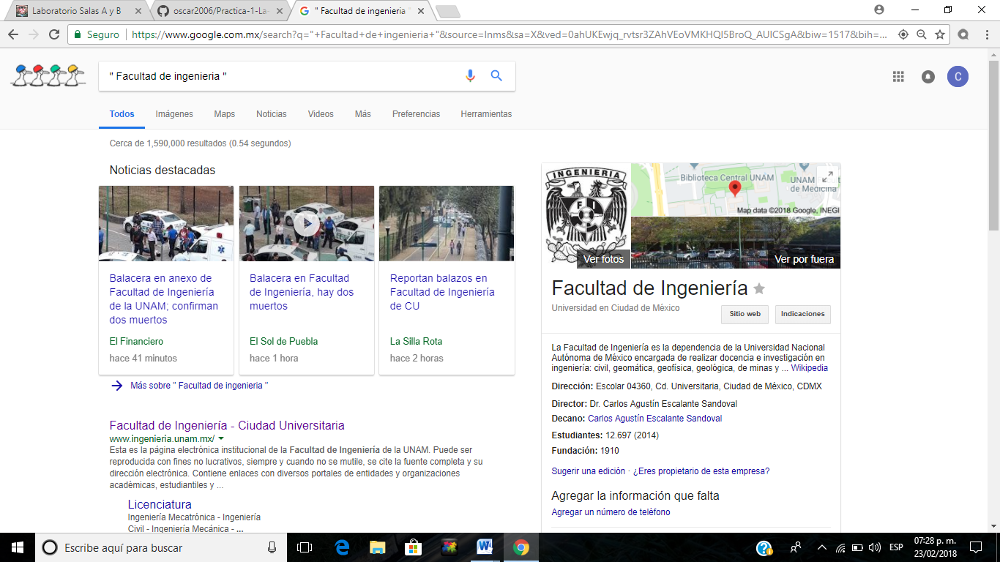 Laboratorio Salas A y B
oscar2006/Practica-1-La-
" Facultad de ingenieria "
Seguro
https://www.google.com.mx/search?q="+Facultad+de+ingenieria+"&source=lnms&sa=X&ved=0ahUKEwjq_rvtsr3ZAhVEoVMKHQI5BroQ_AUICSgA&biw=1517&bih=...
" Facultad de ingenieria "
C
Todos
Imágenes
Maps
Noticias
Videos
Más
Preferencias
Herramientas
Cerca de 1,590,000 resultados (0.54 segundos)
Noticias destacadas
Balacera en anexo de
Facultad de Ingeniería
de la UNAM; confirman
dos muertos
El Financiero
hace 41 minutos
Balacera en Facultad
de Ingeniería, hay dos
muertos
El Sol de Puebla
hace 1 hora
Reportan balazos en
Facultad de Ingeniería
de CU
La Silla Rota
hace 2 horas
Más sobre " Facultad de ingenieria "
Facultad de Ingeniería - Ciudad Universitaria
www.ingenieria.unam.mx/
Esta es la página electrónica institucional de la Facultad de Ingeniería de la UNAM. Puede ser
reproducida con fines no lucrativos, siempre y cuando no se mutile, se cite la fuente completa y su
dirección electrónica. Contiene enlaces con diversos portales de entidades y organizaciones
académicas, estudiantiles y ...
Licenciatura
Ingeniería Mecatrónica - Ingeniería
Civil - Ingeniería Mecánica - ...
INGENIERIA
F I
Ver fotos
Biblioteca Central UNAM
UNAM
de Medicina
Map data ©2018 Google, INEGI
Ver por fuera
Facultad de Ingeniería
Universidad en Ciudad de México
Sitio web
Indicaciones
La Facultad de Ingeniería es la dependencia de la Universidad Nacional
Autónoma de México encargada de realizar docencia e investigación en
ingeniería: civil, geomática, geofísica, geológica, de minas y ... Wikipedia
Dirección: Escolar 04360, Cd. Universitaria, Ciudad de México, CDMX
Director: Dr. Carlos Agustín Escalante Sandoval
Decano: Carlos Agustín Escalante Sandoval
Estudiantes: 12.697 (2014)
Fundación: 1910
Sugerir una edición · ¿Eres propietario de esta empresa?
Agregar la información que falta
Agregar un número de teléfono
Escribe aquí para buscar
ESP
07:28 p. m.
23/02/2018